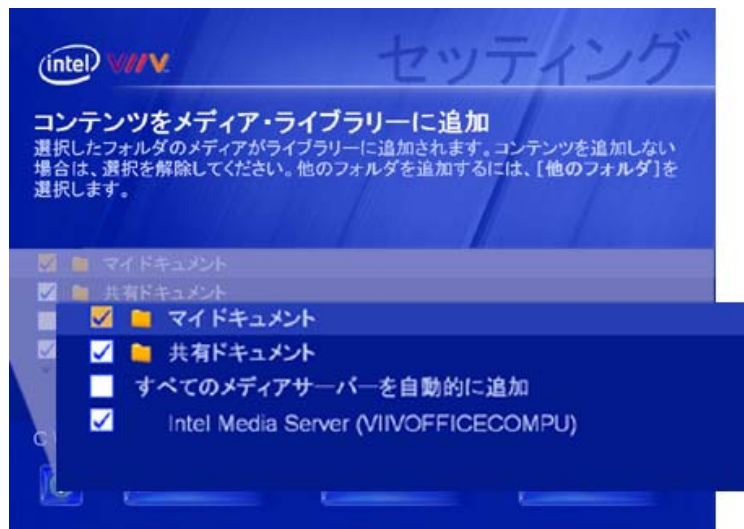 intel VIIV
セッティング
コンテンツをメディア・ライブラリーに追加
選択したフォルダのメディアがライブラリーに追加されます。コンテンツを追加しない
場合は、選択を解除してください。他のフォルダを追加するには、[他のフォルダ]を
選択します。
マイドキュメント
共有ドキュメント
マイドキュメント
共有ドキュメント
すべてのメディアサーバーを自動的に追加
Intel Media Server (VIIVOFFICECOMPU)